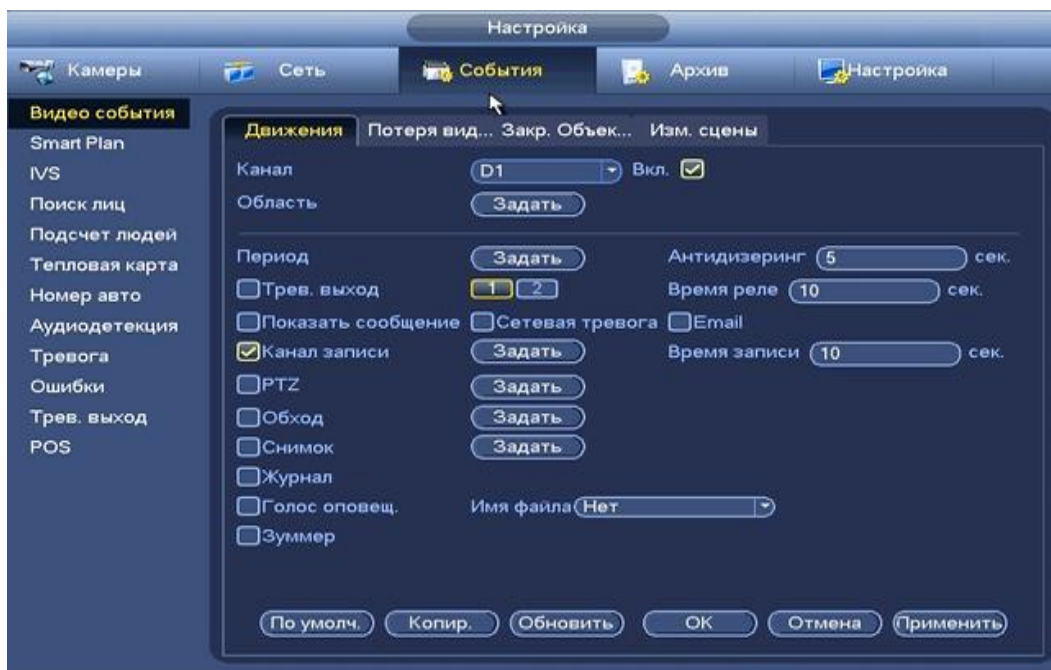 Настройка
Камеры Сеть События Архив Настройка
Видео события
Smart Plan
IVS
Поиск лиц
Подсчет людей
Тепловая карта
Номер авто
Аудиодетекция
Тревога
Ошибки
Трев. выход
POS
Движения Потеря вид... Закр. Объек... Изм. сцены
Канал D1 Вкл.
Область Задать
Период Задать Антидизеринг 5 сек.
Трев. выход 1 2 Время реле 10 сек.
Показать сообщение Сетевая тревога Email
Канал записи Задать Время записи 10 сек.
PTZ Задать
Обход Задать
Снимок Задать
Журнал
Голос оповещ. Имя файла Нет
Зуммер
По умолч. Копир. Обновить OK Отмена Применить